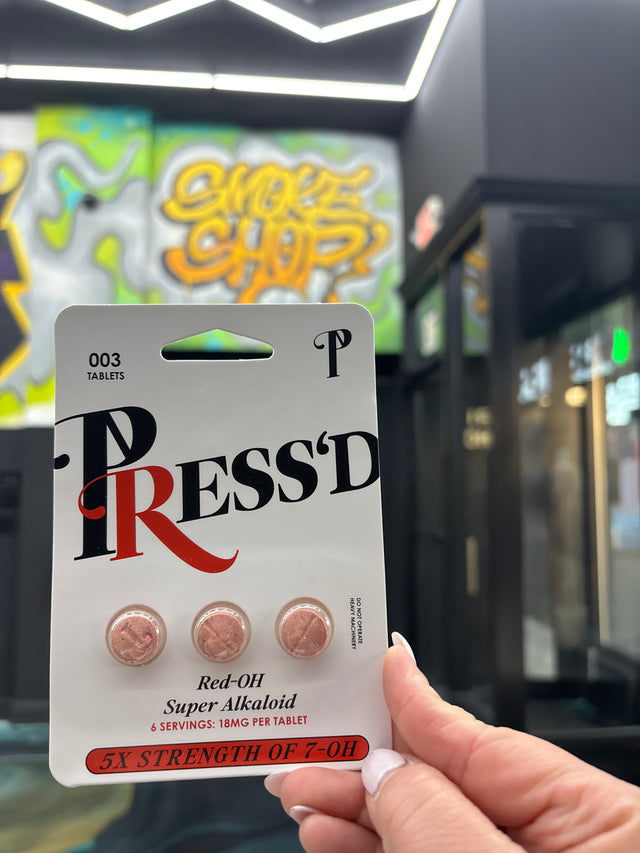 SMOKE
SHOP
003
TABLETS
P
PRESS'D
DO NOT OPERATE
HEAVY MACHINERY
Red-OH
Super Alkaloid
6 SERVINGS: 18MG PER TABLET
5X STRENGTH OF 7-OH